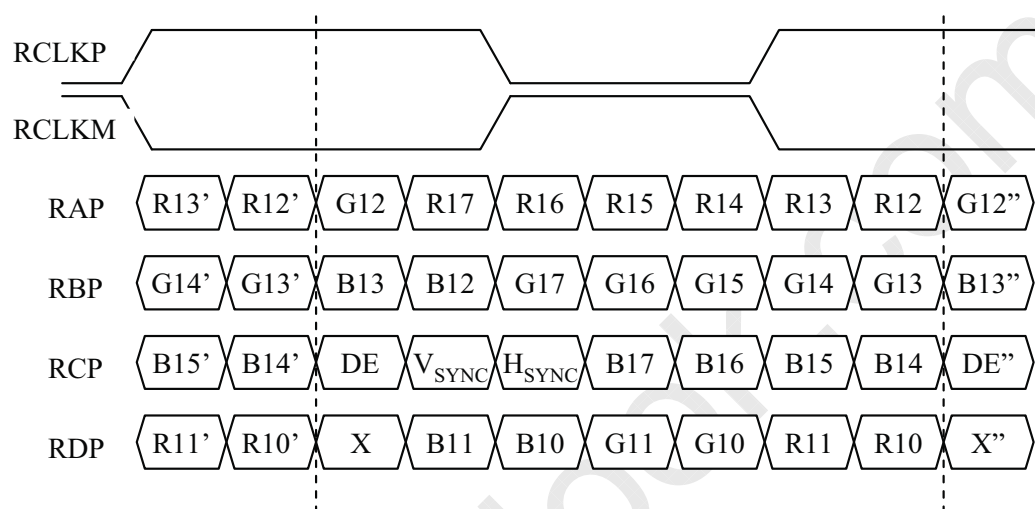 RCLKP
RCLKM
RAP R13’ R12’ G12 R17 R16 R15 R14 R13 R12 G12”
RBP G14’ G13’ B13 B12 G17 G16 G15 G14 G13 B13”
RCP B15’ B14’ DE VSYNC HSYNC B17 B16 B15 B14 DE”
RDP R11’ R10’ X B11 B10 G11 G10 R11 R10 X”